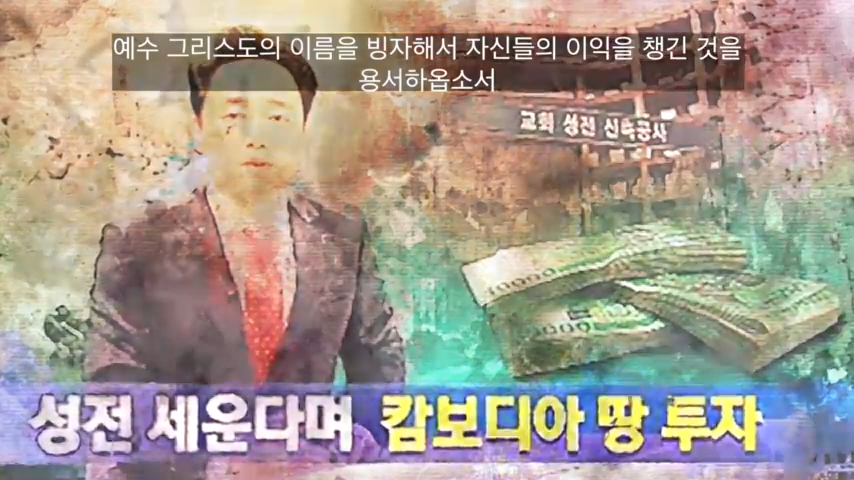 예수 그리스도의 이름을 빙자해서 자신들의 이익을 챙긴 것을
용서하옵소서
교회 성전 신축공사
10000
10000
성전 세운다며 캄보디아 땅 투자